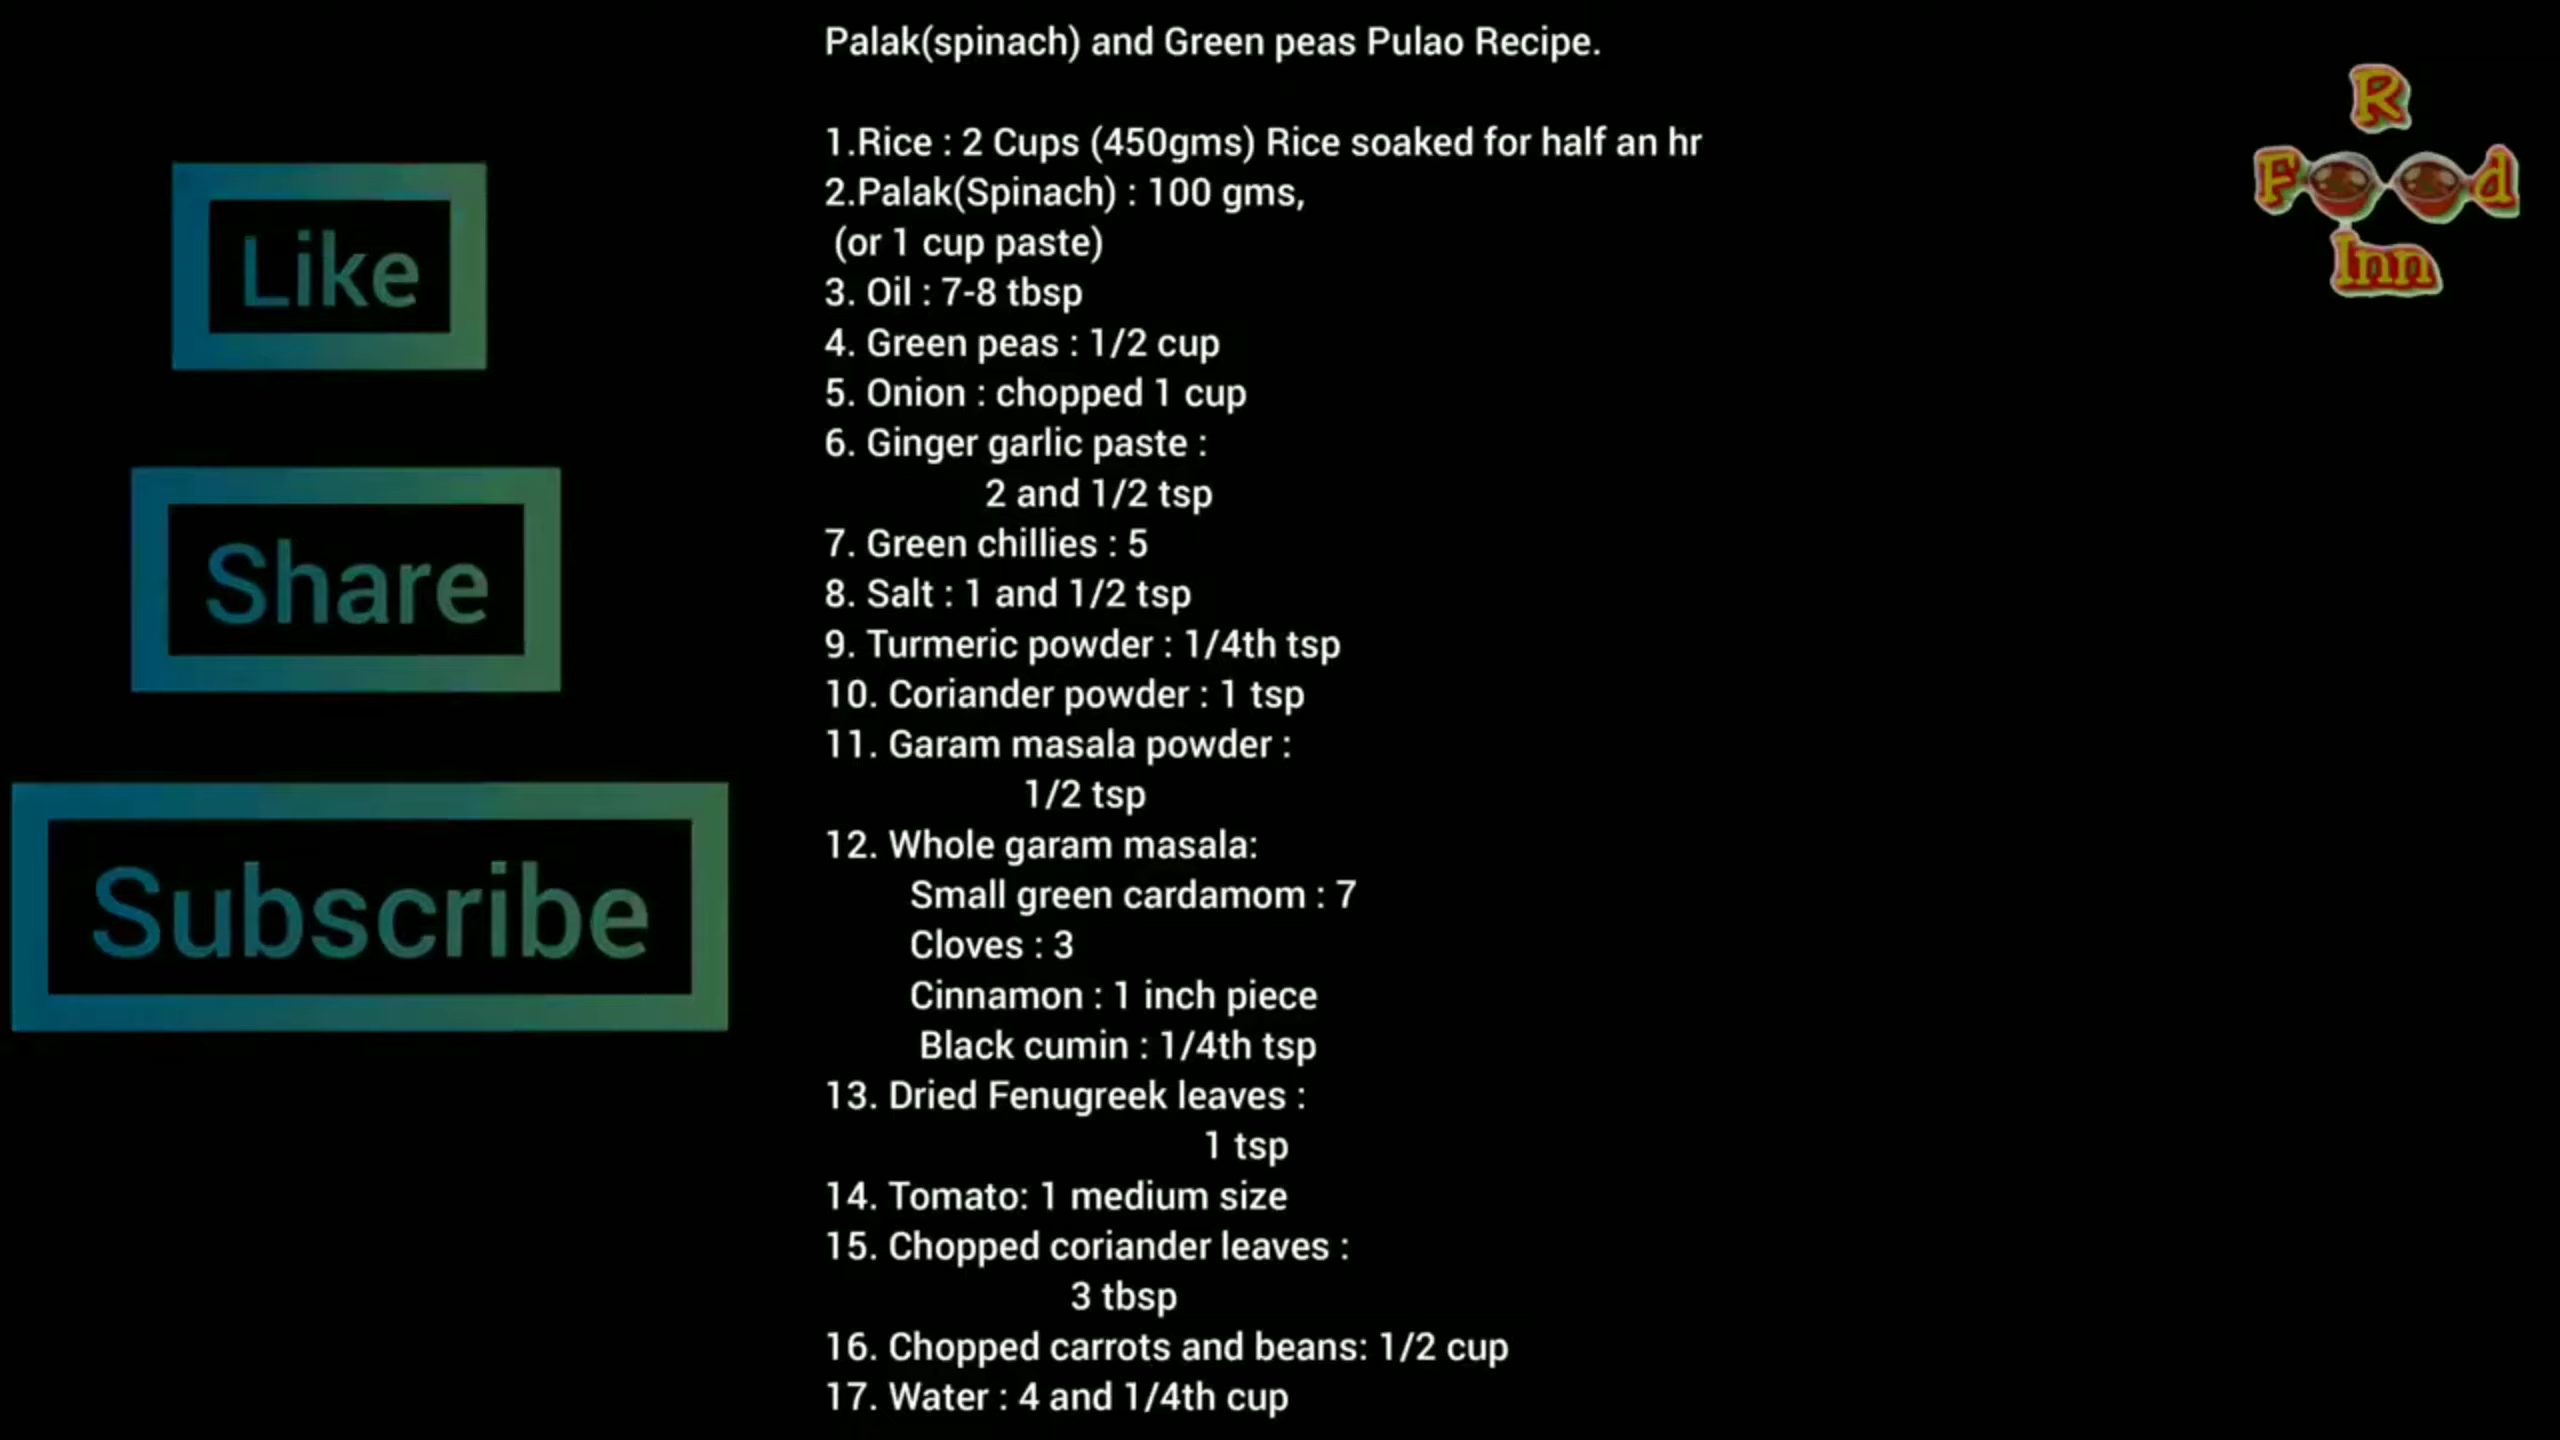 Palak(spinach) and Green peas Pulao Recipe.
1.Rice : 2 Cups (450gms) Rice soaked for half an hr
2.Palak(Spinach) : 100 gms,
(or 1 cup paste)
3. Oil : 7-8 tbsp
4. Green peas : 1/2 cup
5. Onion : chopped 1 cup
6. Ginger garlic paste :
2 and 1/2 tsp
7. Green chillies : 5
8. Salt : 1 and 1/2 tsp
9. Turmeric powder : 1/4th tsp
10. Coriander powder : 1 tsp
11. Garam masala powder :
1/2 tsp
12. Whole garam masala:
Small green cardamom : 7
Cloves : 3
Cinnamon : 1 inch piece
Black cumin : 1/4th tsp
13. Dried Fenugreek leaves :
1 tsp
14. Tomato: 1 medium size
15. Chopped coriander leaves :
3 tbsp
16. Chopped carrots and beans: 1/2 cup
17. Water : 4 and 1/4th cup
Like
Share
Subscribe
R
Food
Inn